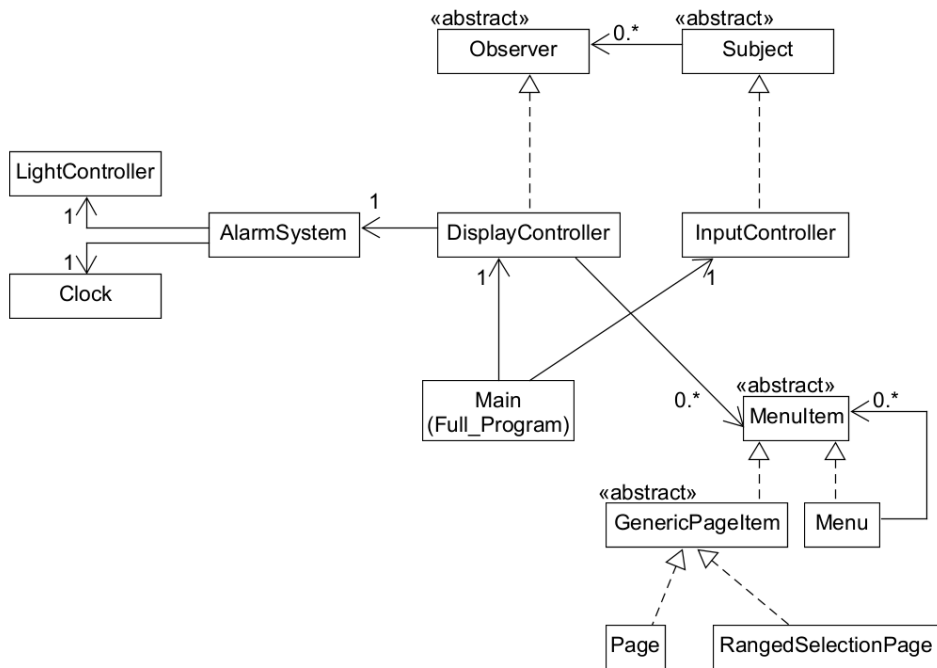 «abstract»
Observer
0.*
«abstract»
Subject
LightController
1
AlarmSystem
1
DisplayController
InputController
1
Clock
1
1
Main
(Full_Program)
«abstract»
0.*
MenuItem
0.*
«abstract»
GenericPageItem
Menu
Page
RangedSelectionPage